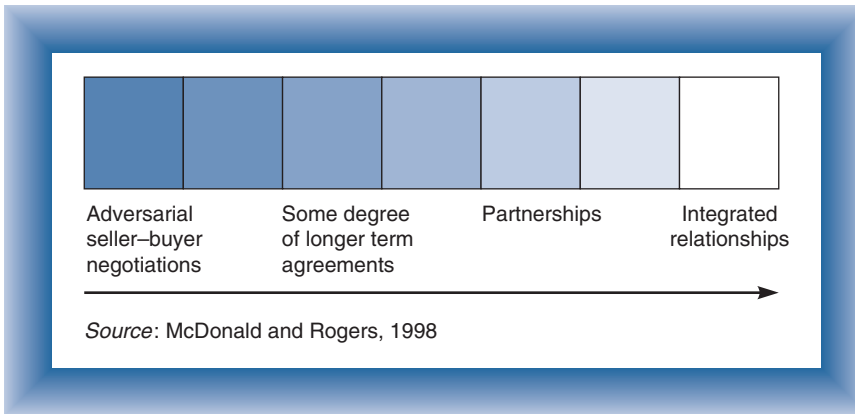 Adversarial
seller–buyer
negotiations
Some degree
of longer term
agreements
Partnerships
Integrated
relationships
Source: McDonald and Rogers, 1998